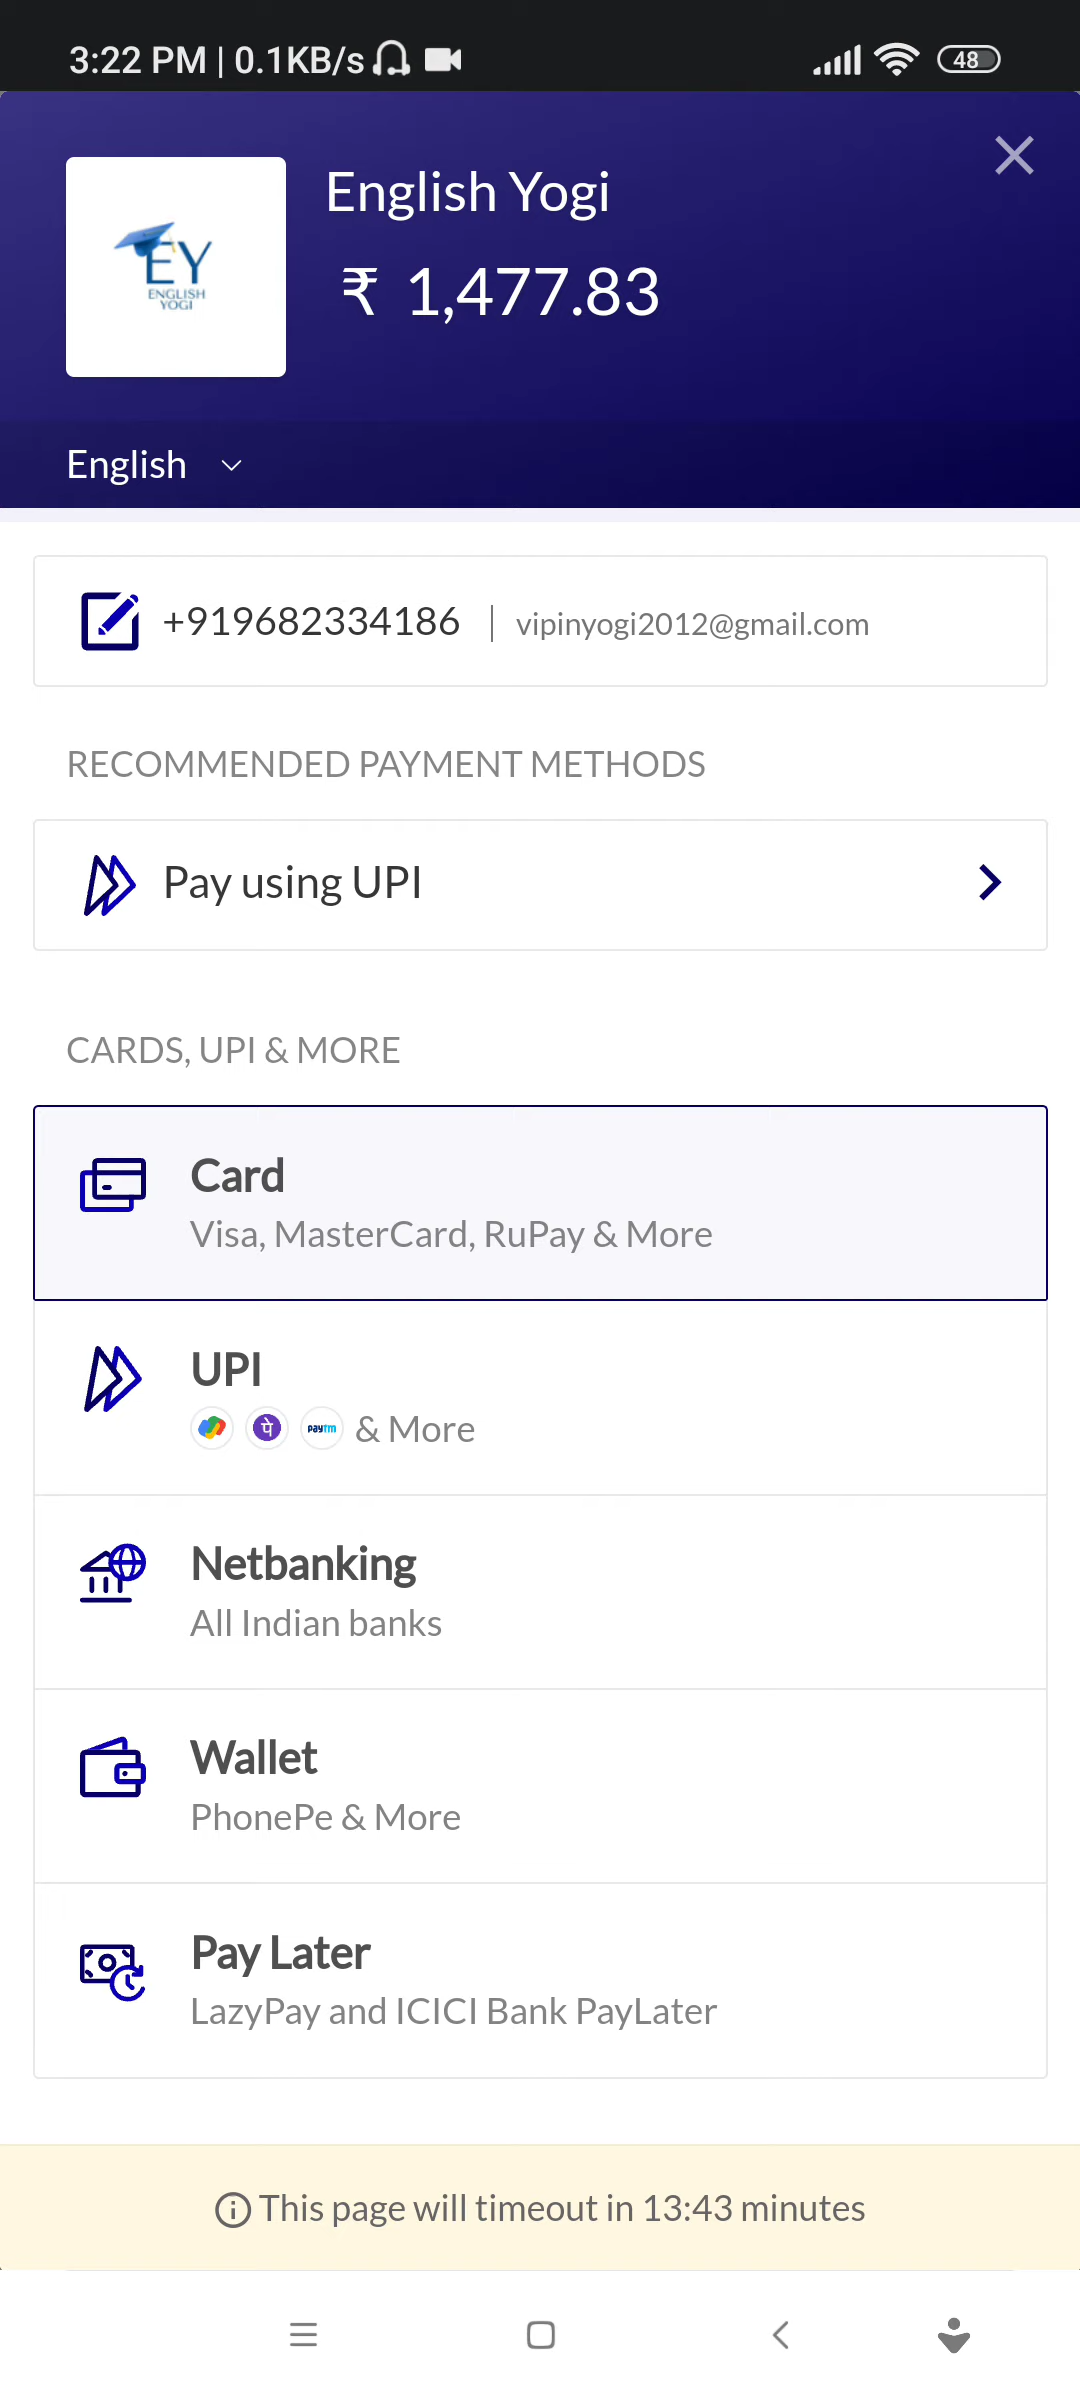 3:22 PM | 0.1KB/s
48
EY
ENGLISH
YOGI
English Yogi
₹ 1,477.83
English
+919682334186 | vipinyogi2012@gmail.com
RECOMMENDED PAYMENT METHODS
Pay using UPI
CARDS, UPI & MORE
Card
Visa, MasterCard, RuPay & More
UPI
पे paytm & More
Netbanking
All Indian banks
Wallet
PhonePe & More
Pay Later
LazyPay and ICICI Bank PayLater
This page will timeout in 13:43 minutes